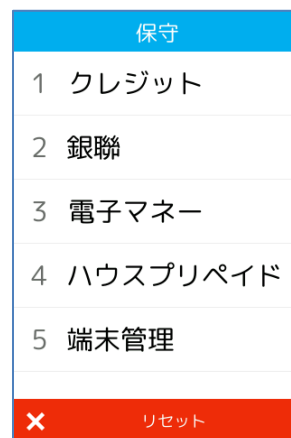 保守
1 クレジット
2 銀聯
3 電子マネー
4 ハウスプリペイド
5 端末管理
× リセット